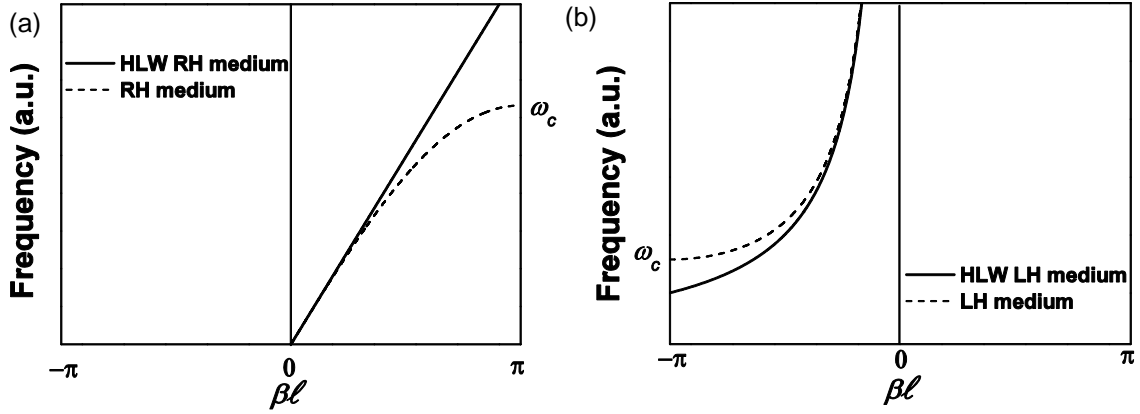 (a)
Frequency (a.u.)
HLW RH medium
RH medium
ω_c
−π
0
π
βℓ
(b)
Frequency (a.u.)
ω_c
HLW LH medium
LH medium
−π
0
π
βℓ